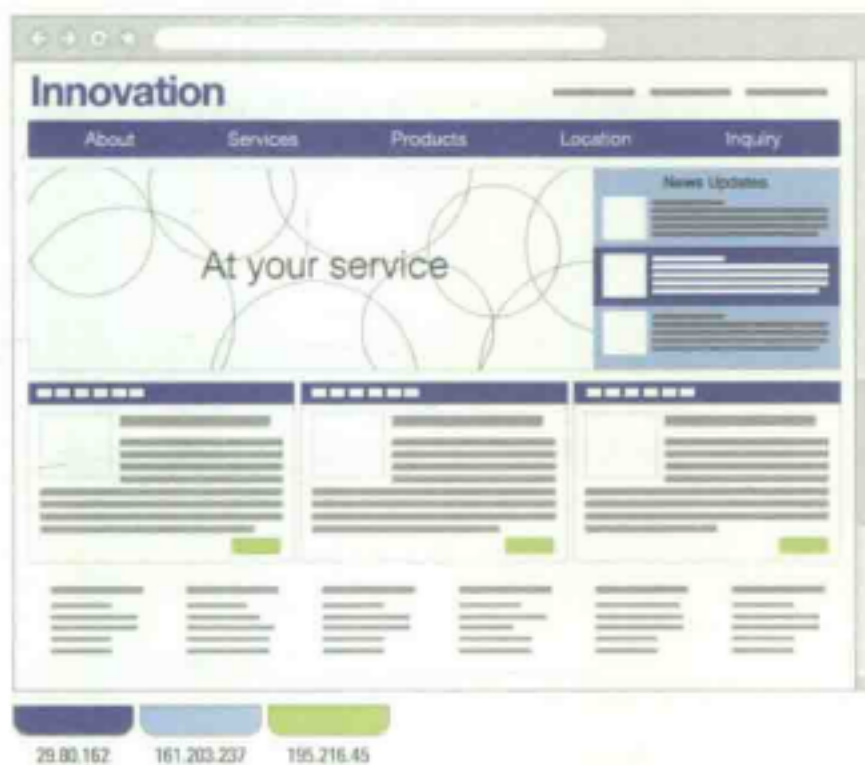 Innovation
About Services Products Location Inquiry
News Updates
At your service
29.80.162 161.203.237 195.216.45